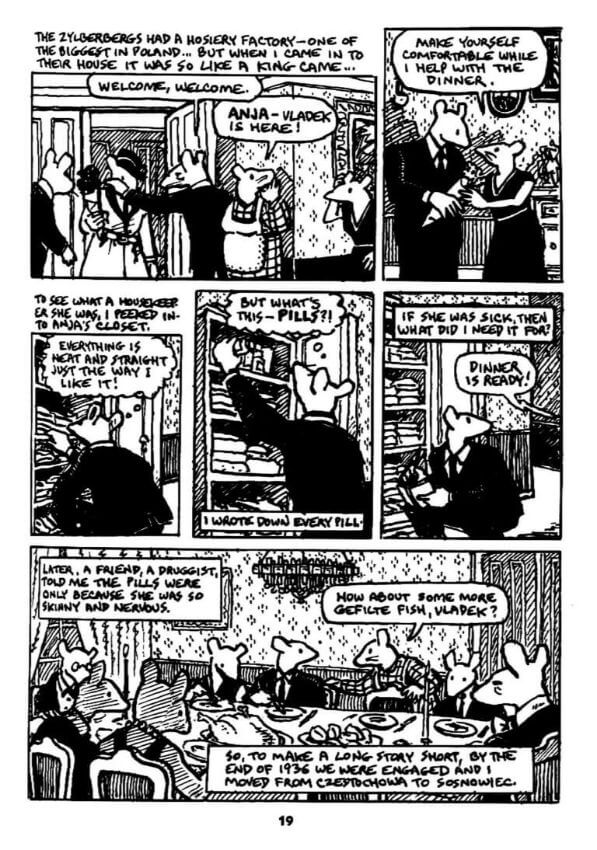 THE ZYLBERBERGS HAD A HOSIERY FACTORY—ONE OF
THE BIGGEST IN POLAND... BUT WHEN I CAME IN TO
THEIR HOUSE IT WAS SO LIKE A KING CAME...
WELCOME, WELCOME.
ANJA–VLADEK
IS HERE!
MAKE YOURSELF
COMFORTABLE WHILE
I HELP WITH THE
DINNER.
TO SEE WHAT A HOUSEKEEP
ER SHE WAS, I PEEKED IN-
TO ANJA'S CLOSET.
EVERYTHING IS
NEAT AND STRAIGHT
JUST THE WAY I
LIKE IT!
BUT WHAT'S
THIS–PILLS?!
I WROTE DOWN EVERY PILL.
IF SHE WAS SICK, THEN
WHAT DID I NEED IT FOR?
DINNER
IS READY!
LATER, A FRIEND, A DRUGGIST,
TOLD ME THE PILLS WERE
ONLY BECAUSE SHE WAS SO
SKINNY AND NERVOUS.
HOW ABOUT SOME MORE
GEFILTE FISH, VLADEK?
SO, TO MAKE A LONG STORY SHORT, BY THE
END OF 1936 WE WERE ENGAGED AND I
MOVED FROM CZESTOCHOWA TO SOSNOWIEC.
19